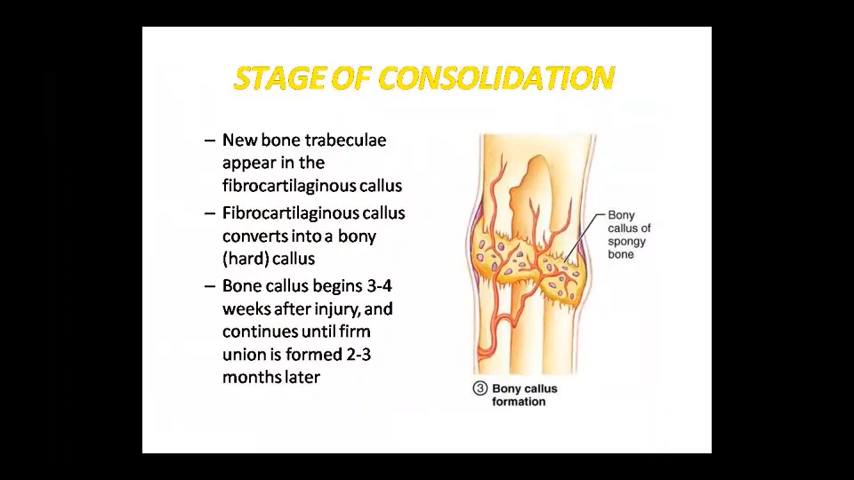 STAGE OF CONSOLIDATION
– New bone trabeculae
appear in the
fibrocartilaginous callus
– Fibrocartilaginous callus
converts into a bony
(hard) callus
– Bone callus begins 3-4
weeks after injury, and
continues until firm
union is formed 2-3
months later
Bony
callus of
spongy
bone
③ Bony callus
formation